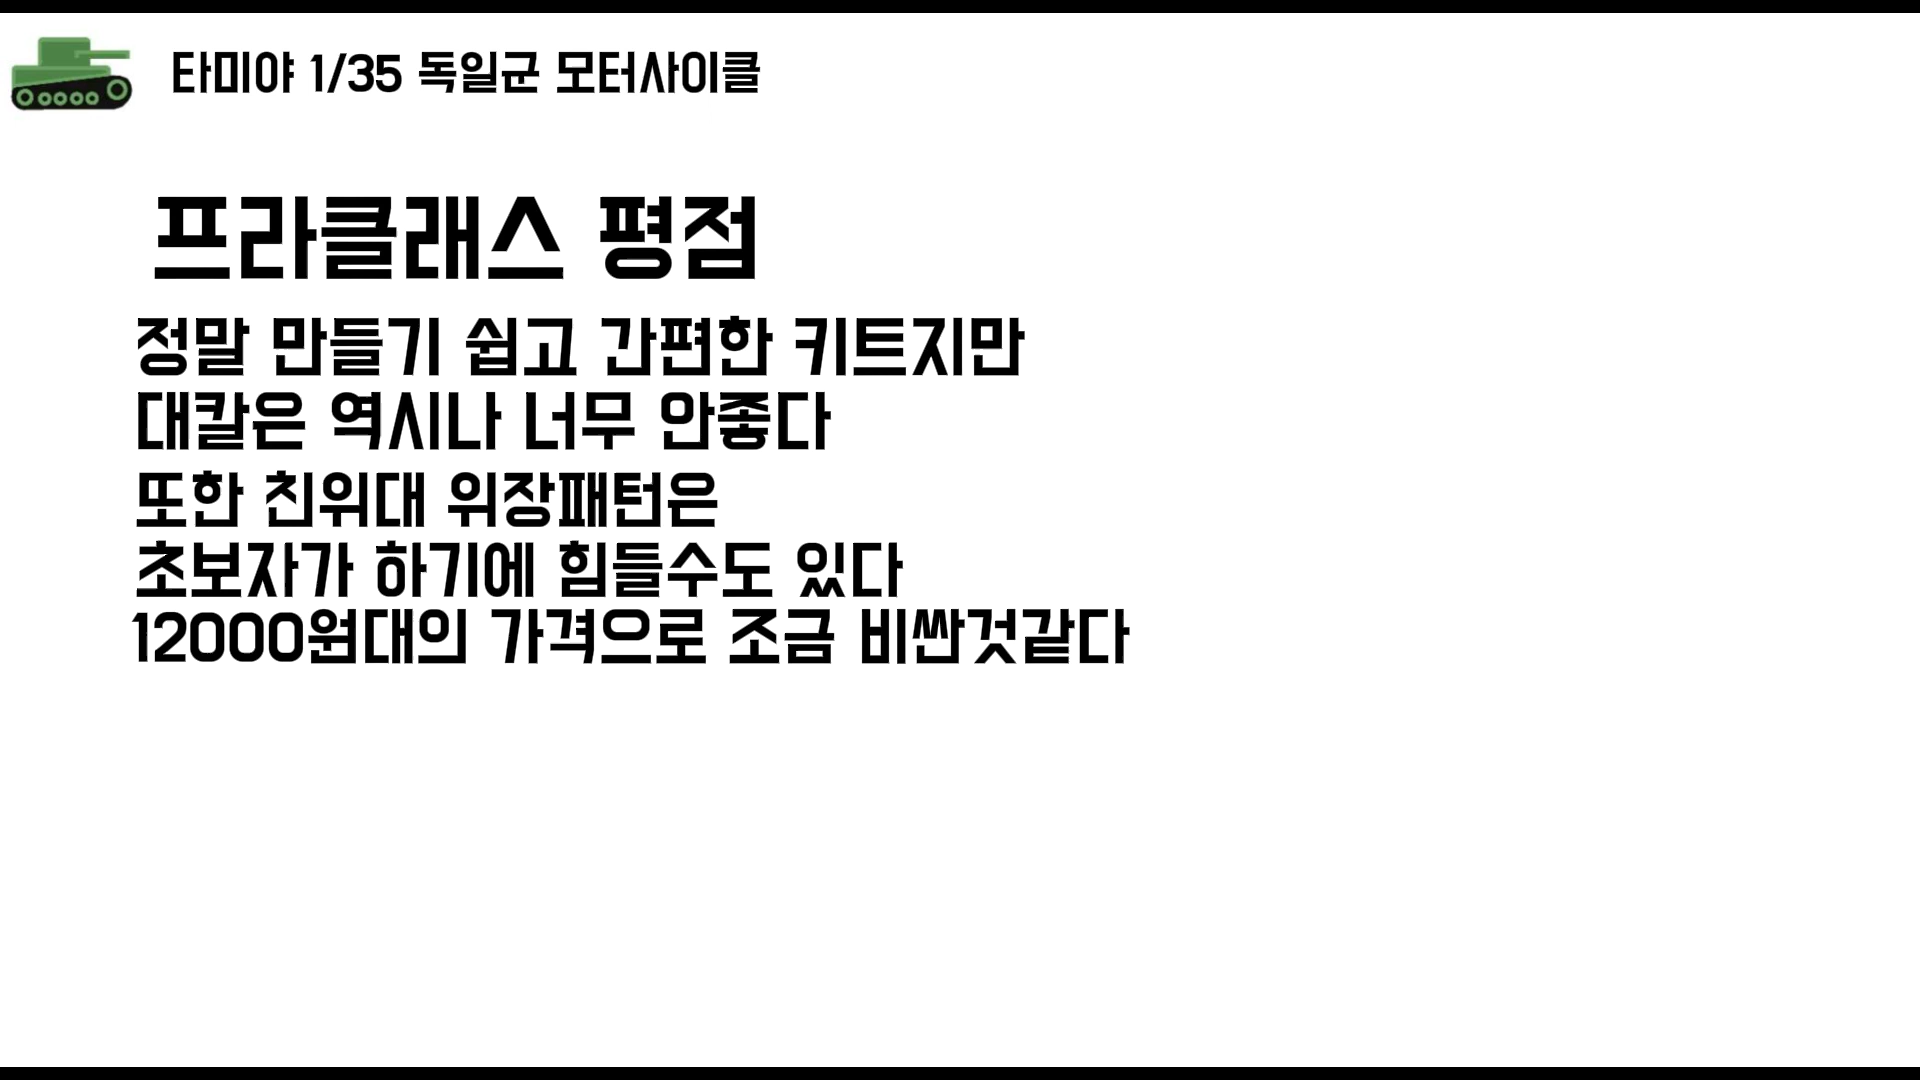 타미야 1/35 독일군 모터사이클
프라클래스 평점
정말 만들기 쉽고 간편한 키트지만
대칼은 역시나 너무 안좋다
또한 친위대 위장패턴은
초보자가 하기에 힘들수도 있다
12000원대의 가격으로 조금 비싼것같다